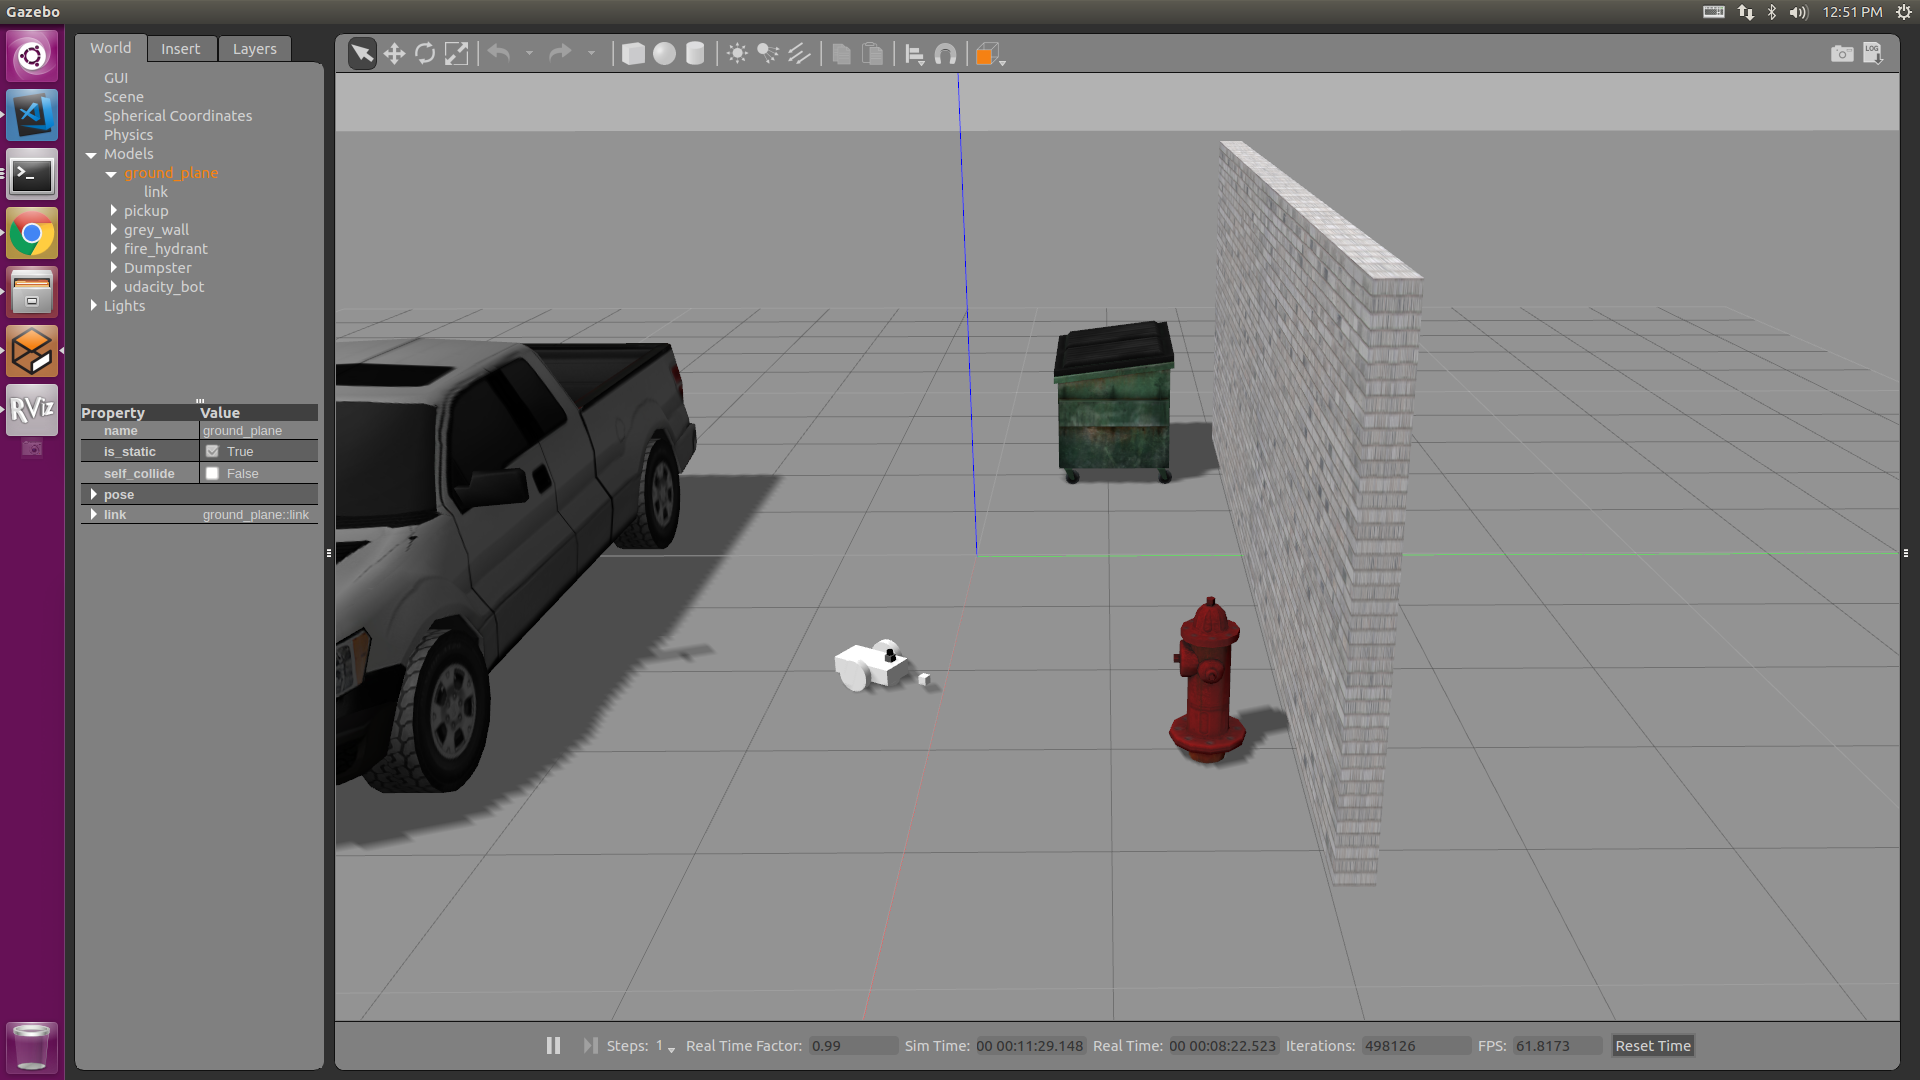 Gazebo
12:51 PM
World Insert Layers
GUI
Scene
Spherical Coordinates
Physics
Models
ground_plane
link
pickup
grey_wall
fire_hydrant
Dumpster
udacity_bot
Lights
Property Value
name ground_plane
is_static True
self_collide False
pose
link ground_plane::link
>_
RViz
LOG
Steps: 1 Real Time Factor: 0.99 Sim Time: 00 00:11:29.148 Real Time: 00 00:08:22.523 Iterations: 498126 FPS: 61.8173 Reset Time